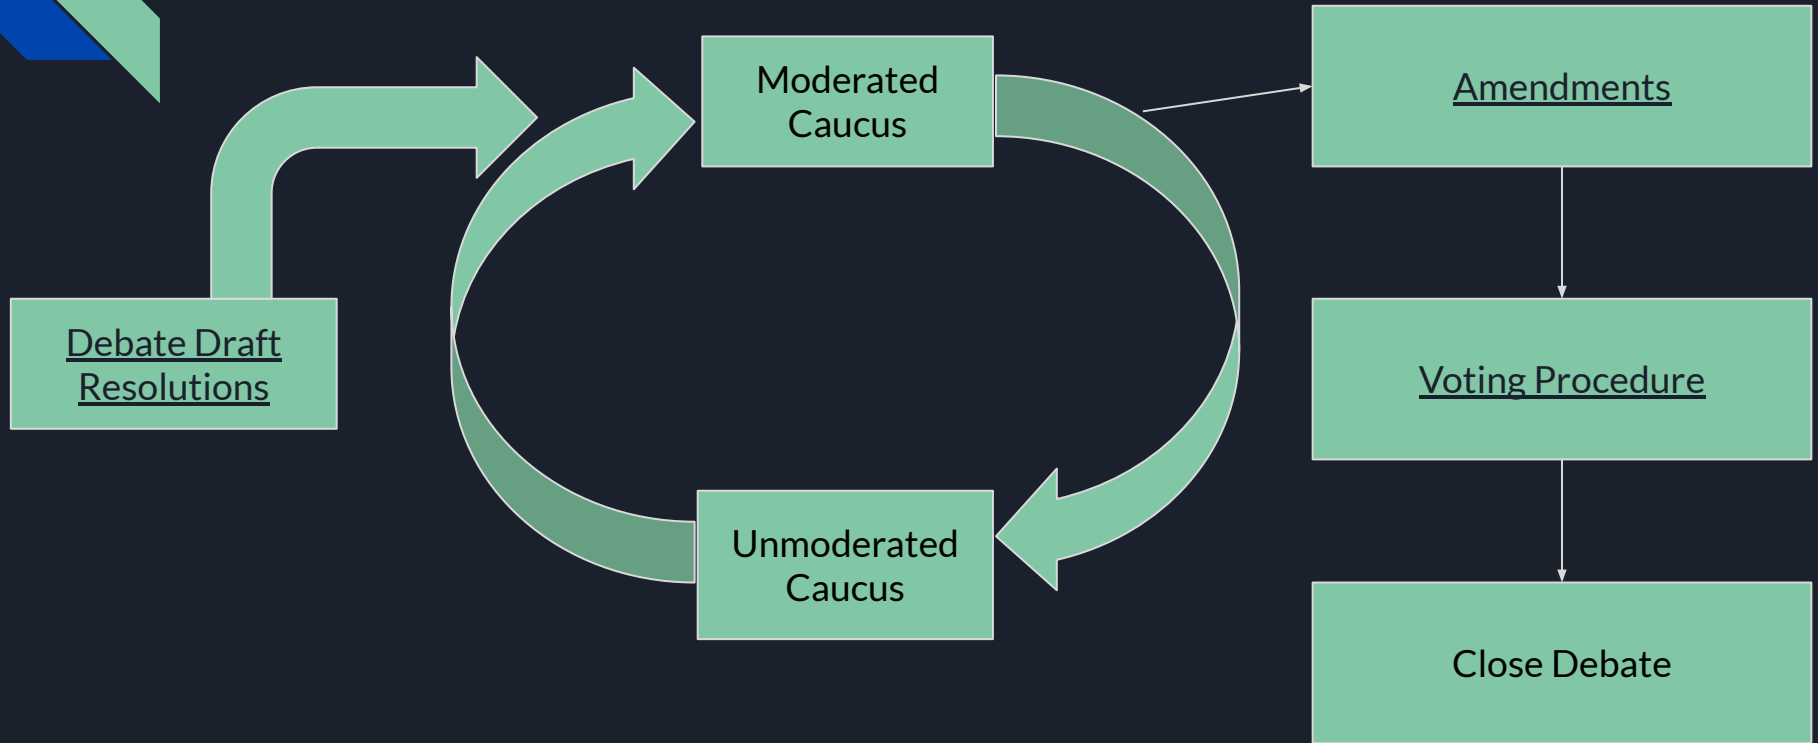 Debate Draft
Resolutions
Moderated
Caucus
Unmoderated
Caucus
Amendments
Voting Procedure
Close Debate